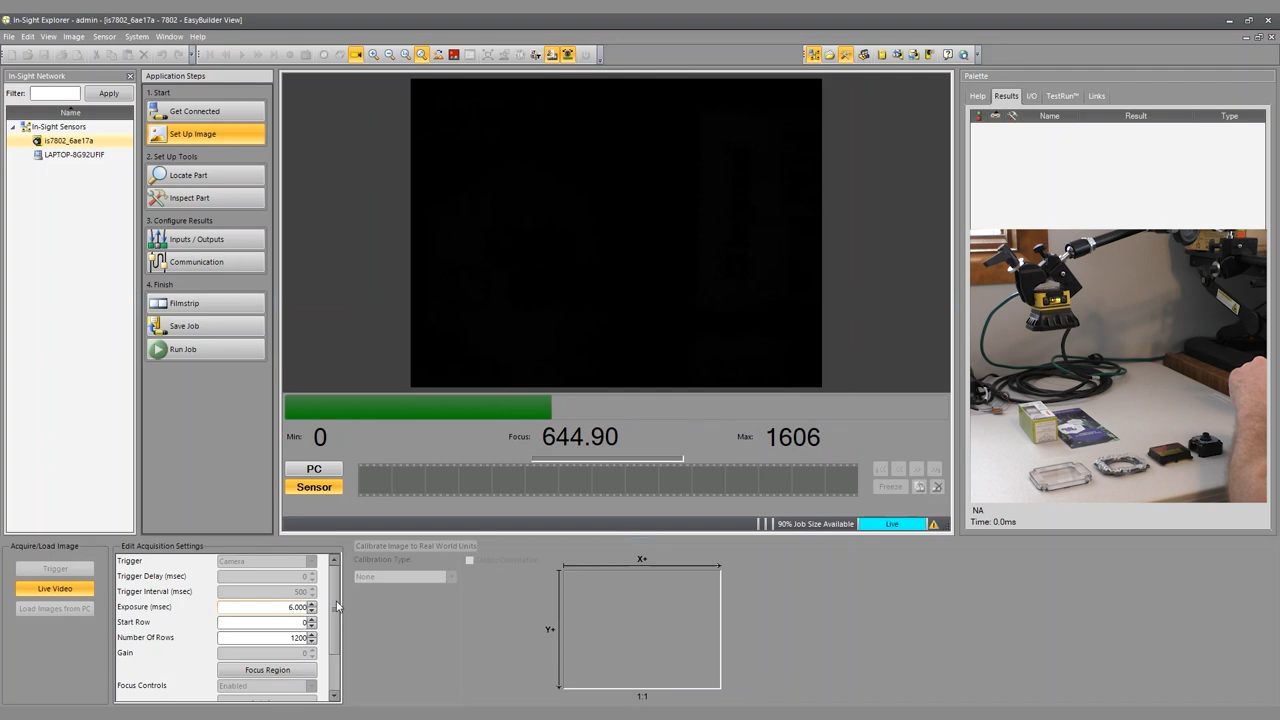 In-Sight Explorer - admin - [is7802_6ae17a - 7802 - EasyBuilder View]
File Edit View Image Sensor System Window Help
In-Sight Network
Filter: Apply
Name
In-Sight Sensors
is7802_6ae17a
LAPTOP-8G92UFIF
Application Steps
1. Start
Get Connected
Set Up Image
2. Set Up Tools
Locate Part
Inspect Part
3. Configure Results
Inputs / Outputs
Communication
4. Finish
Filmstrip
Save Job
Run Job
Min: 0 Focus: 644.90 Max: 1606
PC
Sensor
Freeze
90% Job Size Available Live
Palette
Help Results I/O TestRun™ Links
Name Result Type
NA
Time: 0.0ms
Acquire/Load Image
Trigger
Live Video
Load Images from PC
Edit Acquisition Settings
Trigger Camera
Trigger Delay (msec) 0
Trigger Interval (msec) 500
Exposure (msec) 6.000
Start Row 0
Number Of Rows 1200
Gain 0
Focus Region
Focus Controls Enabled
Calibrate Image to Real World Units
Calibration Type:
None
X+
Y+
1:1